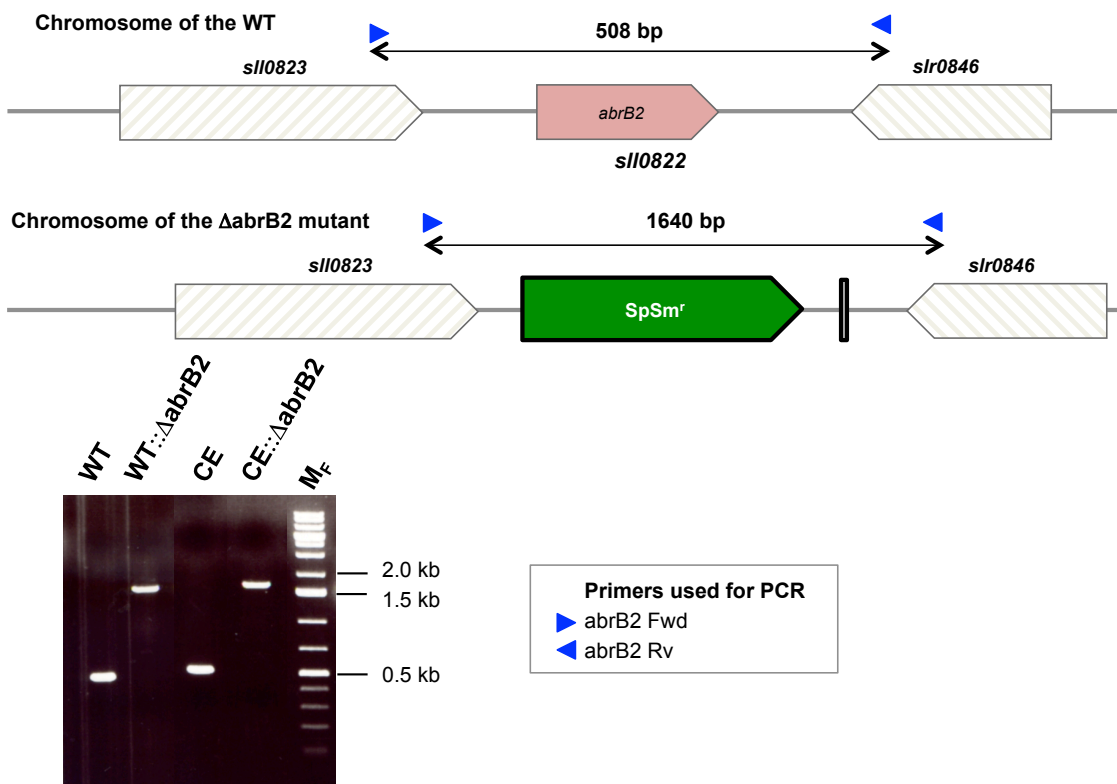 Chromosome of the WT
508 bp
sll0823
slr0846
abrB2
sll0822
Chromosome of the ΔabrB2 mutant
1640 bp
sll0823
slr0846
SpSmʳ
WT
WT::ΔabrB2
CE
CE::ΔabrB2
M_F
2.0 kb
1.5 kb
0.5 kb
Primers used for PCR
abrB2 Fwd
abrB2 Rv